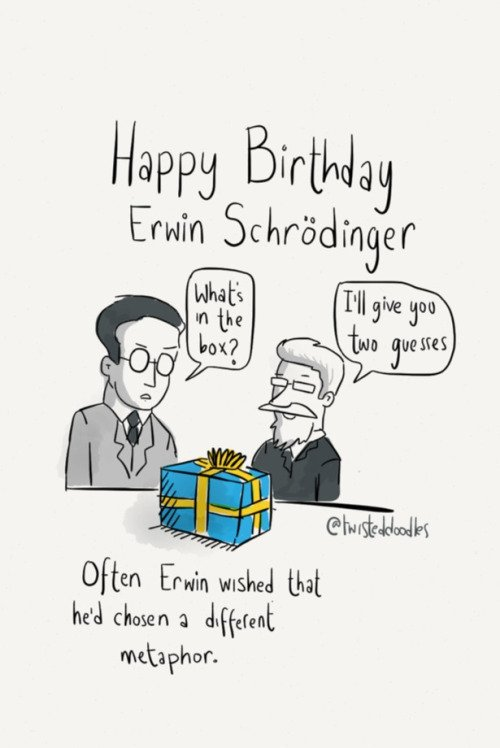 Happy Birthday
Erwin Schrödinger
What's
in the
box?
I'll give you
two guesses
@twisteddoodles
Often Erwin wished that
he'd chosen a different
metaphor.